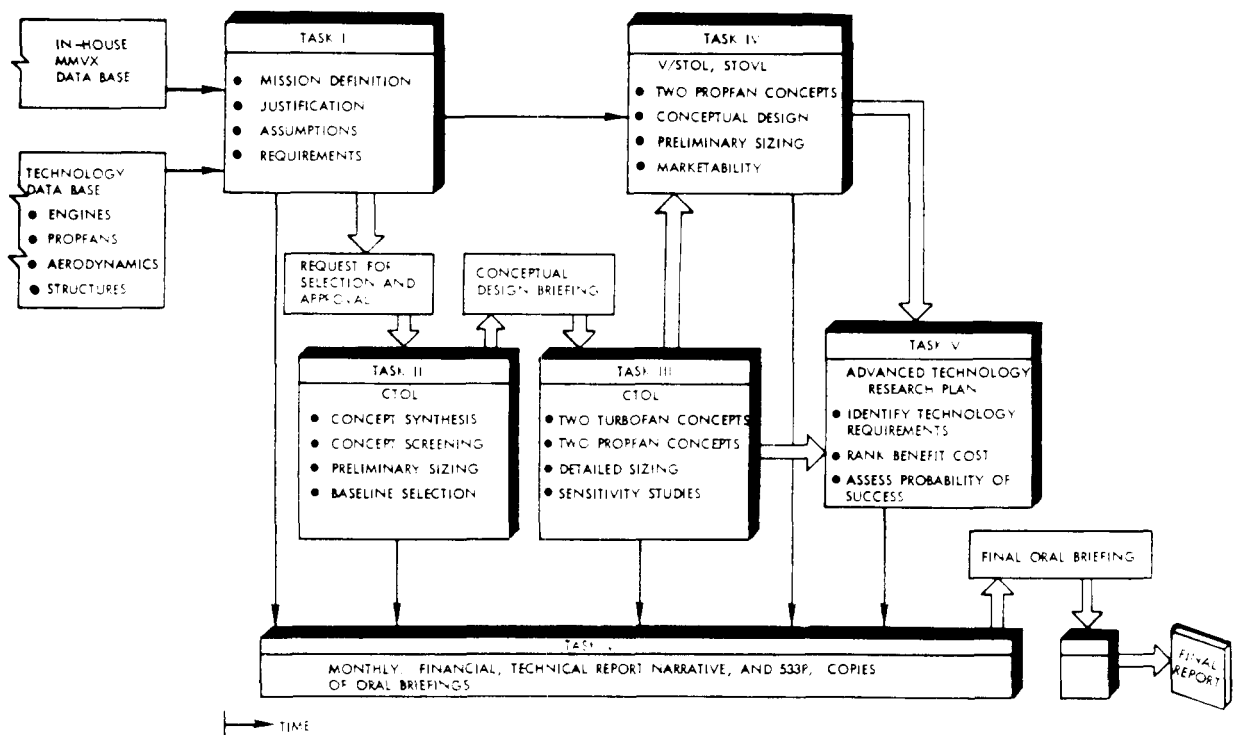 IN-HOUSE
MMVX
DATA BASE
TECHNOLOGY
DATA BASE
● ENGINES
● PROPFANS
● AERODYNAMICS
● STRUCTURES
TASK I
● MISSION DEFINITION
● JUSTIFICATION
● ASSUMPTIONS
● REQUIREMENTS
TASK IV
V/STOL, STOVL
● TWO PROPFAN CONCEPTS
● CONCEPTUAL DESIGN
● PRELIMINARY SIZING
● MARKETABILITY
REQUEST FOR
SELECTION AND
APPROVAL
CONCEPTUAL
DESIGN BRIEFING
TASK II
CTOL
● CONCEPT SYNTHESIS
● CONCEPT SCREENING
● PRELIMINARY SIZING
● BASELINE SELECTION
TASK III
CTOL
● TWO TURBOFAN CONCEPTS
● TWO PROPFAN CONCEPTS
● DETAILED SIZING
● SENSITIVITY STUDIES
TASK V
ADVANCED TECHNOLOGY
RESEARCH PLAN
● IDENTIFY TECHNOLOGY
REQUIREMENTS
● RANK BENEFIT COST
● ASSESS PROBABILITY OF
SUCCESS
FINAL ORAL BRIEFING
TASK
MONTHLY, FINANCIAL, TECHNICAL REPORT NARRATIVE, AND 533P, COPIES
OF ORAL BRIEFINGS
FINAL
REPORT
TIME